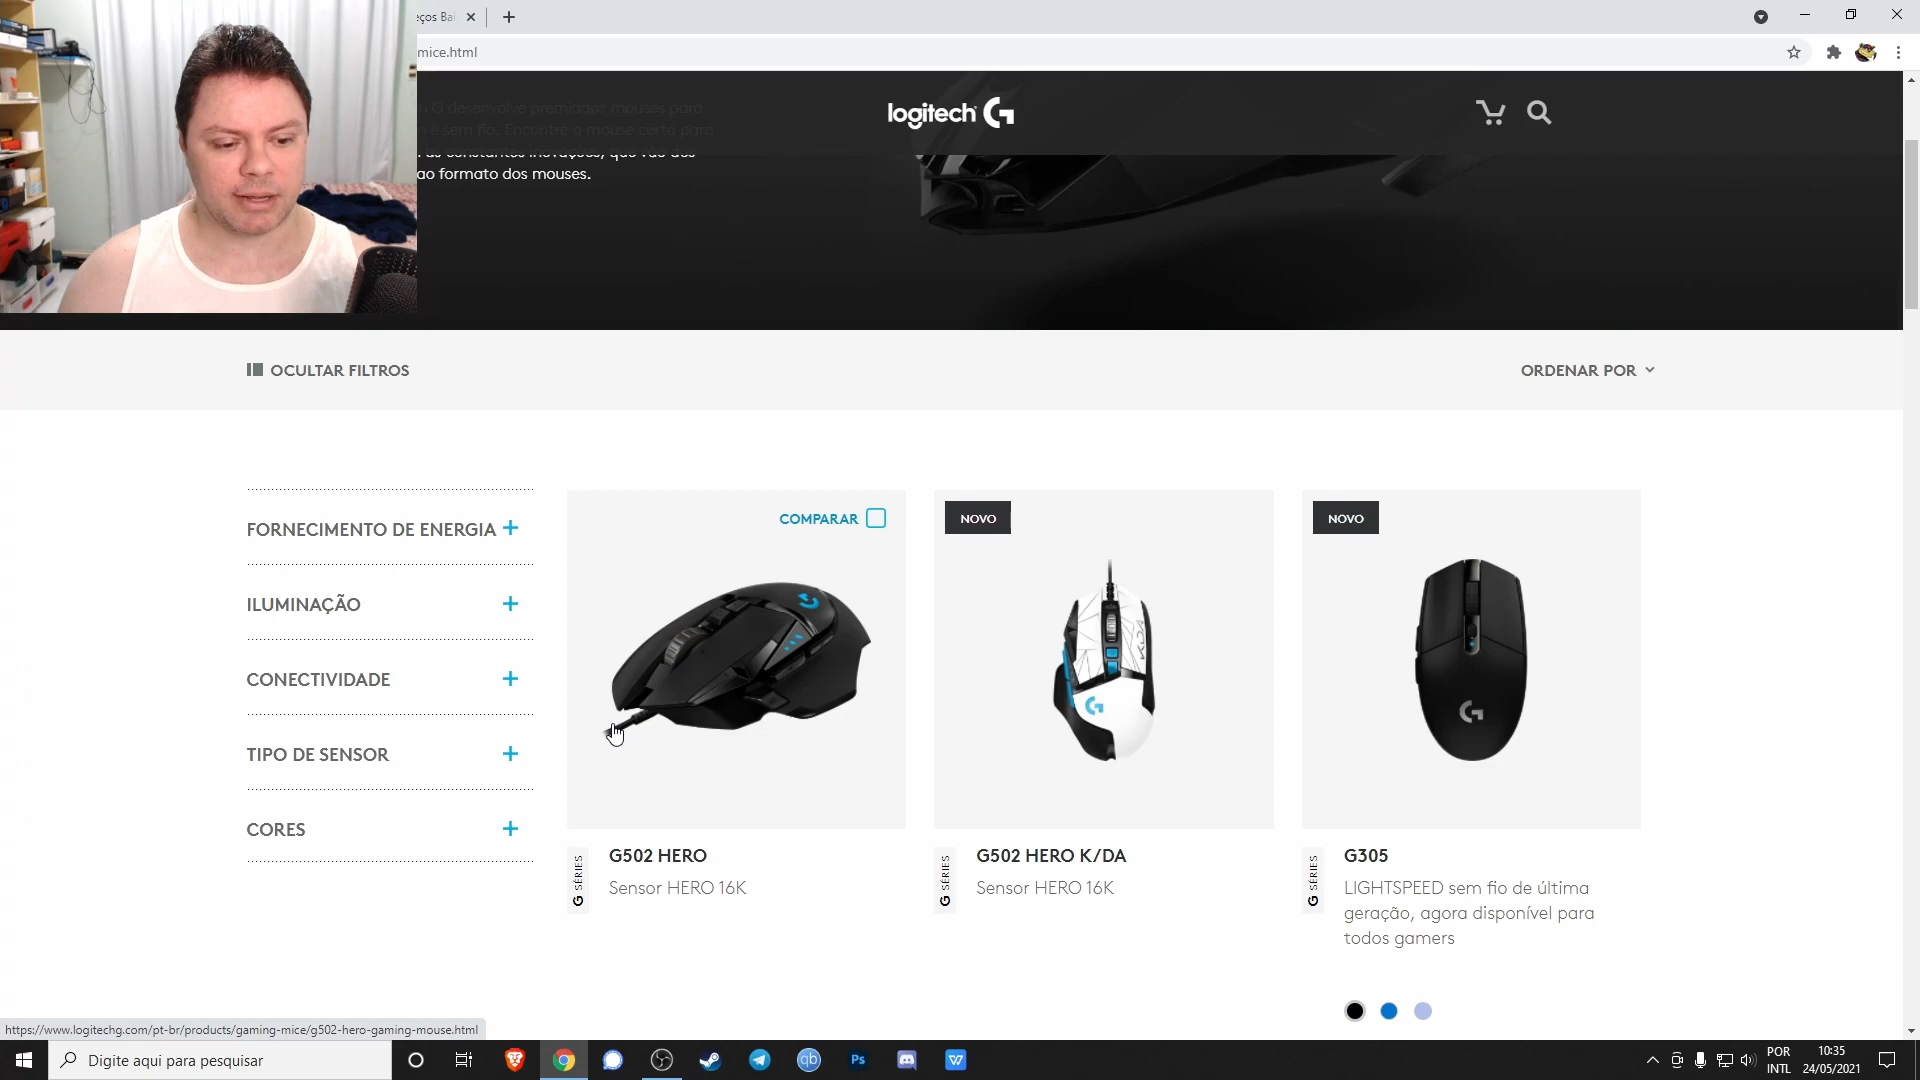 ços Bai
mice.html
n G desenvolve premiados mouses para
n e sem fio. Encontre o mouse certo para
as constantes inovações, que vão dos
ao formato dos mouses.
logitech G
OCULTAR FILTROS
ORDENAR POR
FORNECIMENTO DE ENERGIA +
ILUMINAÇÃO +
CONECTIVIDADE +
TIPO DE SENSOR +
CORES +
COMPARAR
G SÉRIES
G502 HERO
Sensor HERO 16K
NOVO
G SÉRIES
G502 HERO K/DA
Sensor HERO 16K
NOVO
G SÉRIES
G305
LIGHTSPEED sem fio de última
geração, agora disponível para
todos gamers
https://www.logitechg.com/pt-br/products/gaming-mice/g502-hero-gaming-mouse.html
Digite aqui para pesquisar
qb
Ps
POR
INTL
10:35
24/05/2021